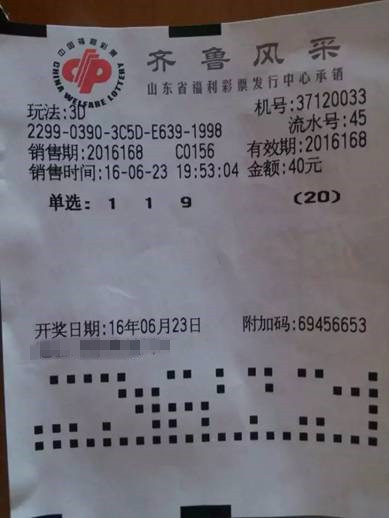 中国福利彩票
CHINA WELFARE LOTTERY
齐鲁风采
山东省福利彩票发行中心承销
玩法:3D 机号:37120033
2299-0390-3C5D-E639-1998 流水号:45
销售期:2016168 C0156 有效期:2016168
销售时间:16-06-23 19:53:04 金额:40元
单选: 1 1 9 (20)
开奖日期:16年06月23日 附加码:69456653